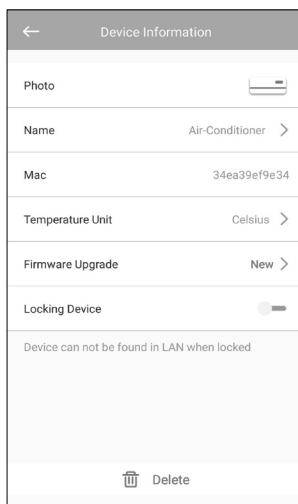 Device Information
Photo
Name Air-Conditioner
Mac 34ea39ef9e34
Temperature Unit Celsius
Firmware Upgrade New
Locking Device
Device can not be found in LAN when locked
Delete